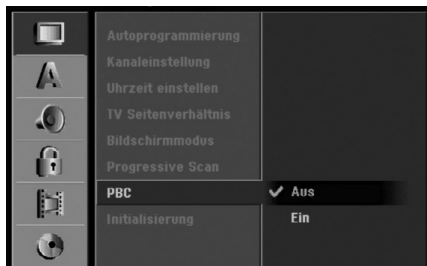 Autoprogrammierung
Kanaleinstellung
Uhrzeit einstellen
TV Seitenverhältnis
Bildschirmmodus
Progressive Scan
PBC
Aus
Initialisierung
Ein